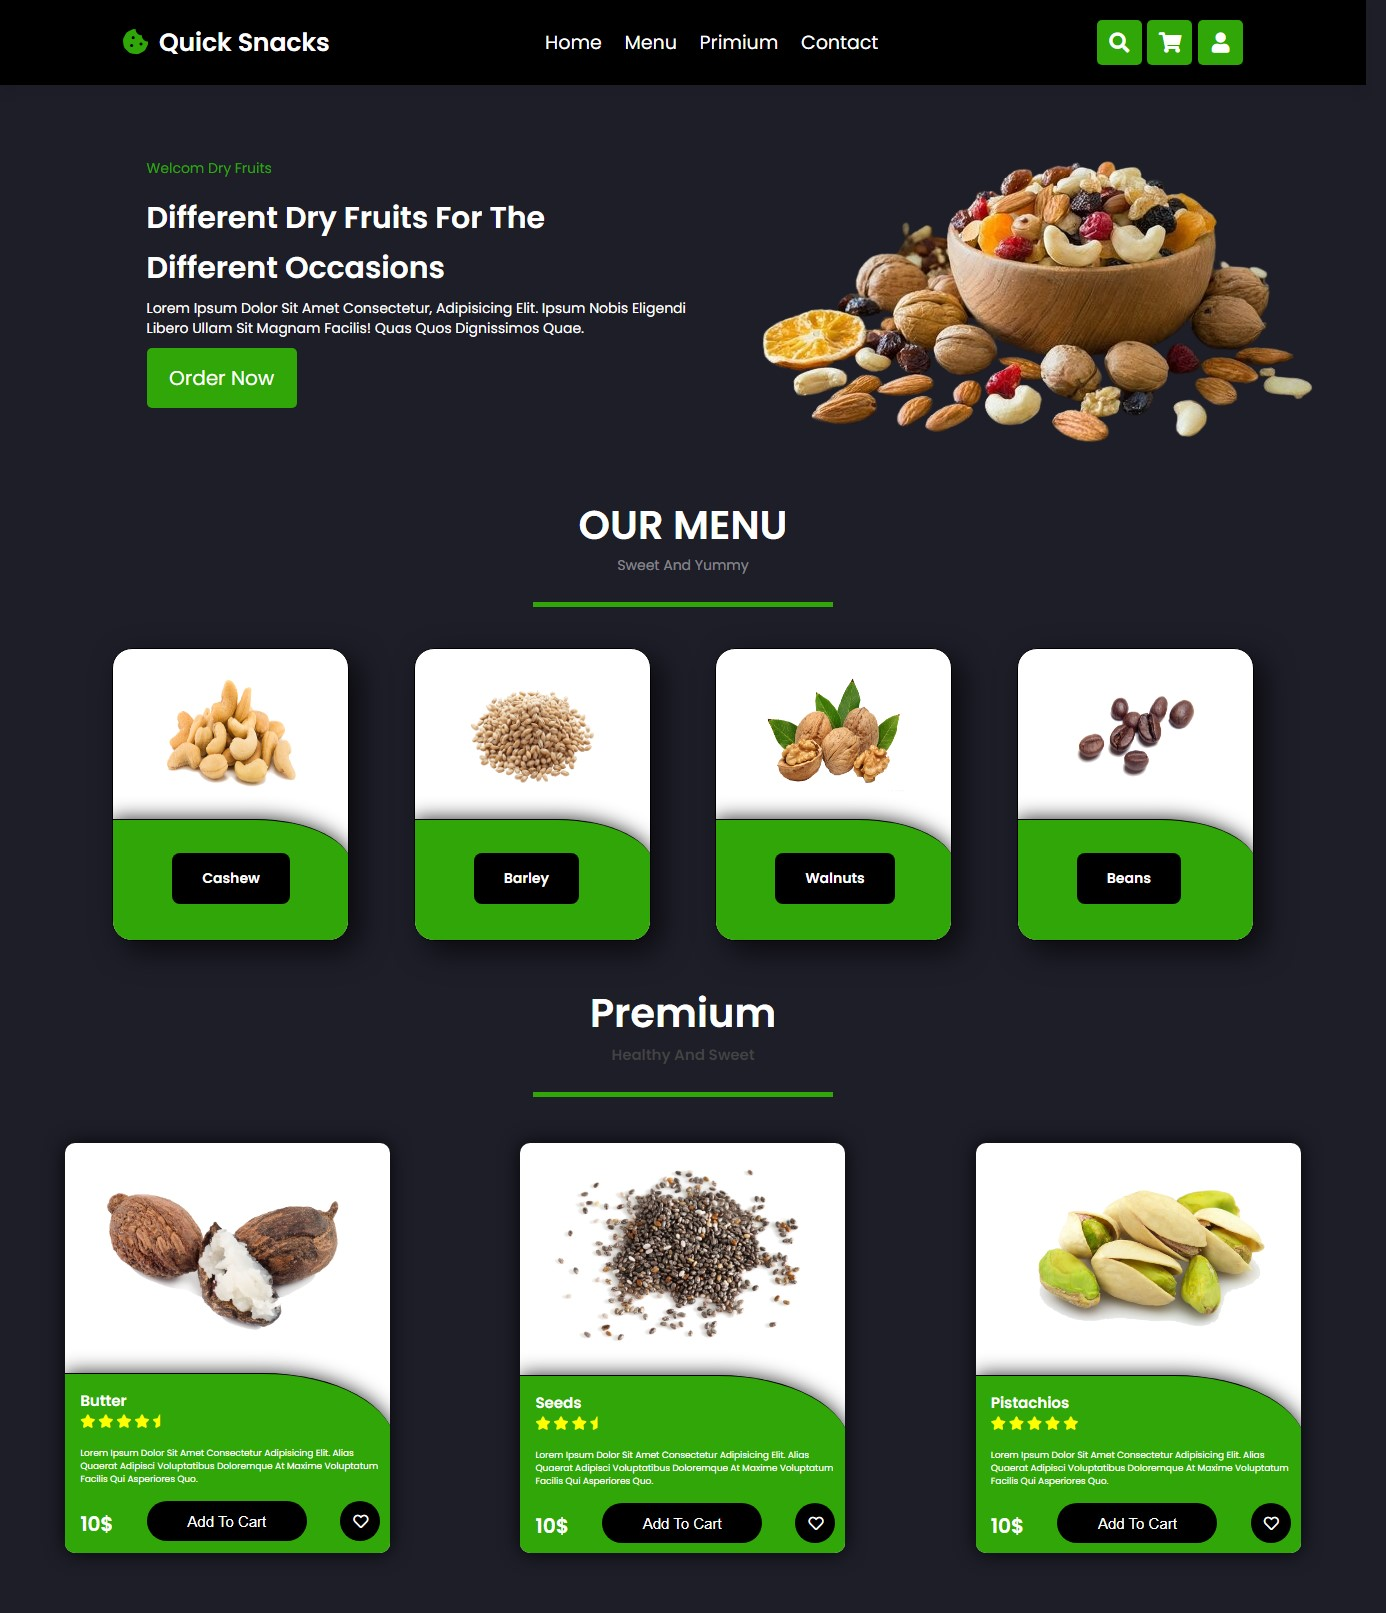 Quick Snacks
Home Menu Primium Contact
Welcom Dry Fruits
Different Dry Fruits For The
Different Occasions
Lorem Ipsum Dolor Sit Amet Consectetur, Adipisicing Elit. Ipsum Nobis Eligendi
Libero Ullam Sit Magnam Facilis! Quas Quos Dignissimos Quae.
Order Now
OUR MENU
Sweet And Yummy
Cashew
Barley
Walnuts
Beans
Premium
Healthy And Sweet
Butter
Lorem Ipsum Dolor Sit Amet Consectetur Adipisicing Elit. Alias
Quaerat Adipisci Voluptatibus Doloremque At Maxime Voluptatum
Facilis Qui Asperiores Quo.
10$ Add To Cart
Seeds
Lorem Ipsum Dolor Sit Amet Consectetur Adipisicing Elit. Alias
Quaerat Adipisci Voluptatibus Doloremque At Maxime Voluptatum
Facilis Qui Asperiores Quo.
10$ Add To Cart
Pistachios
Lorem Ipsum Dolor Sit Amet Consectetur Adipisicing Elit. Alias
Quaerat Adipisci Voluptatibus Doloremque At Maxime Voluptatum
Facilis Qui Asperiores Quo.
10$ Add To Cart